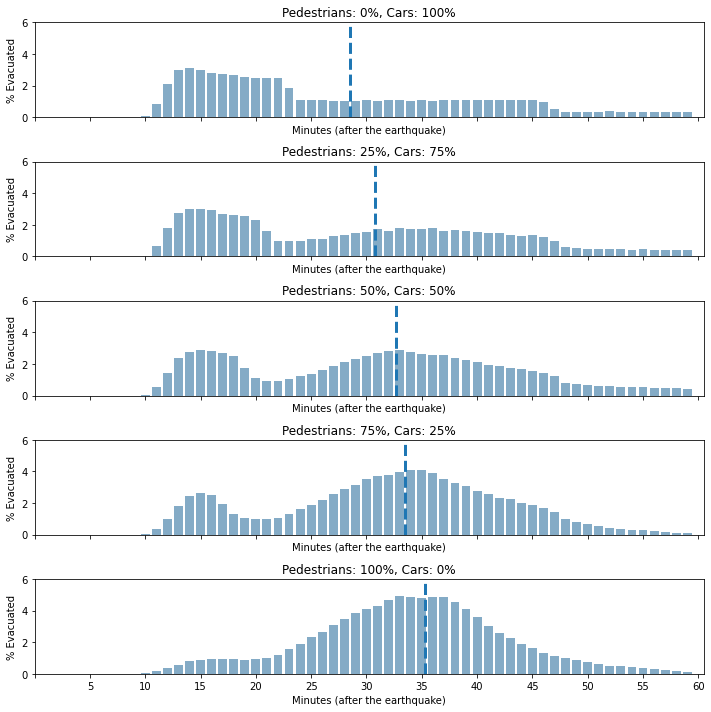 Pedestrians: 0%, Cars: 100%
6
4
2
0
% Evacuated
Minutes (after the earthquake)
Pedestrians: 25%, Cars: 75%
6
4
2
0
% Evacuated
Minutes (after the earthquake)
Pedestrians: 50%, Cars: 50%
6
4
2
0
% Evacuated
Minutes (after the earthquake)
Pedestrians: 75%, Cars: 25%
6
4
2
0
% Evacuated
Minutes (after the earthquake)
Pedestrians: 100%, Cars: 0%
6
4
2
0
% Evacuated
5 10 15 20 25 30 35 40 45 50 55 60
Minutes (after the earthquake)